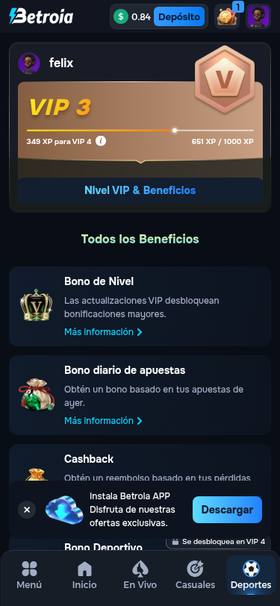 Betroia
$ 0.84 Depósito
1
felix
V
VIP 3
349 XP para VIP 4 i
651 XP / 1000 XP
Nivel VIP & Beneficios
Todos los Beneficios
Bono de Nivel
Las actualizaciones VIP desbloquean
bonificaciones mayores.
Más información
Bono diario de apuestas
Obtén un bono basado en tus apuestas de
ayer.
Más información
Cashback
Obtén un reembolso basado en tus pérdidas
Instala Betroia APP
Disfruta de nuestras
ofertas exclusivas.
Descargar
Se desbloquea en VIP 4
Bono Deportivo
Menú
Inicio
En Vivo
Casuales
Deportes